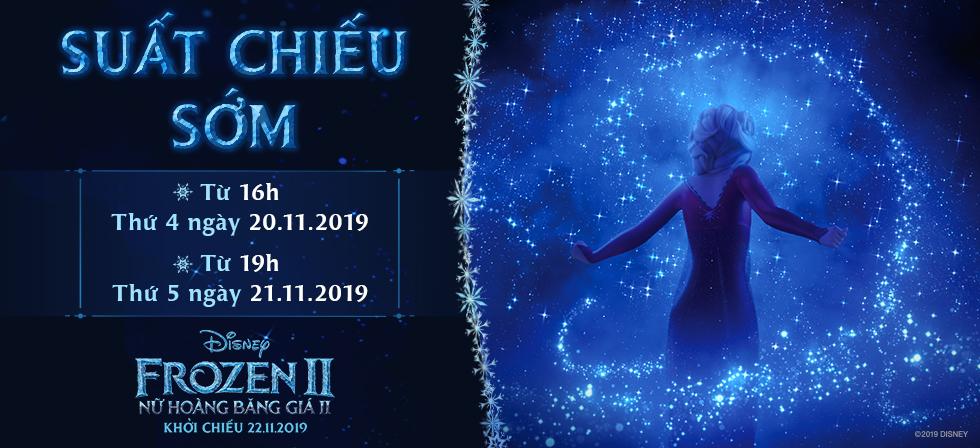 SUẤT CHIẾU
SỚM
Từ 16h
Thứ 4 ngày 20.11.2019
Từ 19h
Thứ 5 ngày 21.11.2019
Disney
FROZEN II
NỮ HOÀNG BĂNG GIÁ II
KHỞI CHIẾU 22.11.2019
©2019 DISNEY